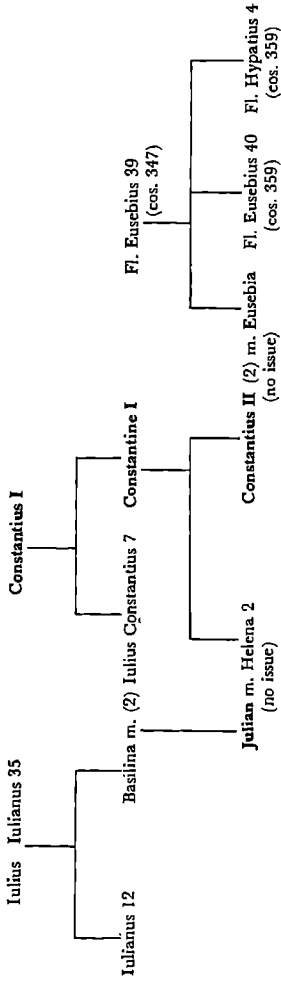 Constantius I
Iulius Iulianus 35
Fl. Eusebius 39
(cos. 347)
Iulianus 12
Basilina m. (2) Iulius Constantius 7
Constantine I
Julian m. Helena 2
(no issue)
Constantius II (2) m. Eusebia
(no issue)
Fl. Eusebius 40
(cos. 359)
Fl. Hypatius 4
(cos. 359)